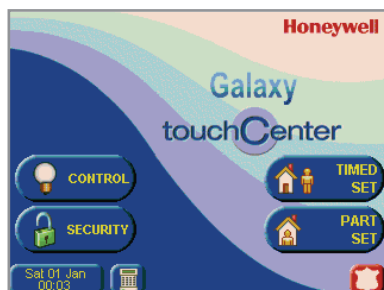 Honeywell
Galaxy
touchCenter
CONTROL
TIMED
SET
SECURITY
PART
SET
Sat 01 Jan
00:03